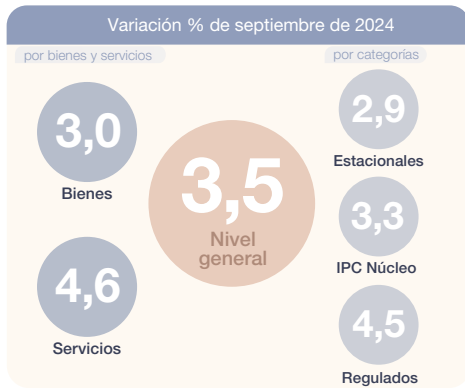 Variación % de septiembre de 2024
por bienes y servicios
por categorías
3,0
Bienes
4,6
Servicios
3,5
Nivel
general
2,9
Estacionales
3,3
IPC Núcleo
4,5
Regulados